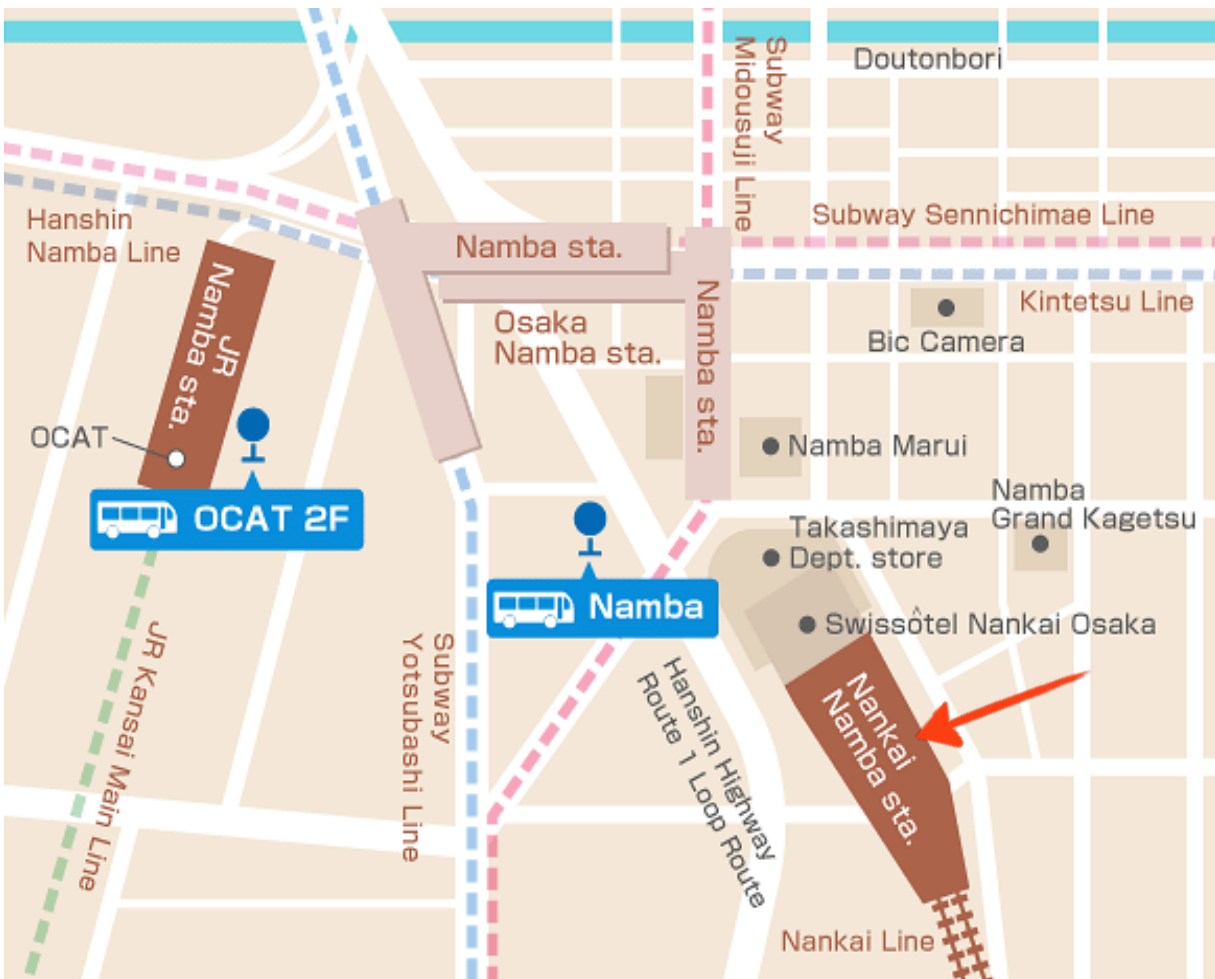 Doutonbori
Subway
Midousuji Line
Hanshin
Namba Line
Subway Sennichimae Line
Namba sta.
Kintetsu Line
JR
Namba sta.
Osaka
Namba sta.
Namba sta.
Bic Camera
OCAT
Namba Marui
OCAT 2F
Namba
Grand Kagetsu
Takashimaya
Dept. store
Namba
Swissôtel Nankai Osaka
JR Kansai Main Line
Subway
Yotsubashi Line
Hanshin Highway
Route 1 Loop Route
Nankai
Namba sta.
Nankai Line